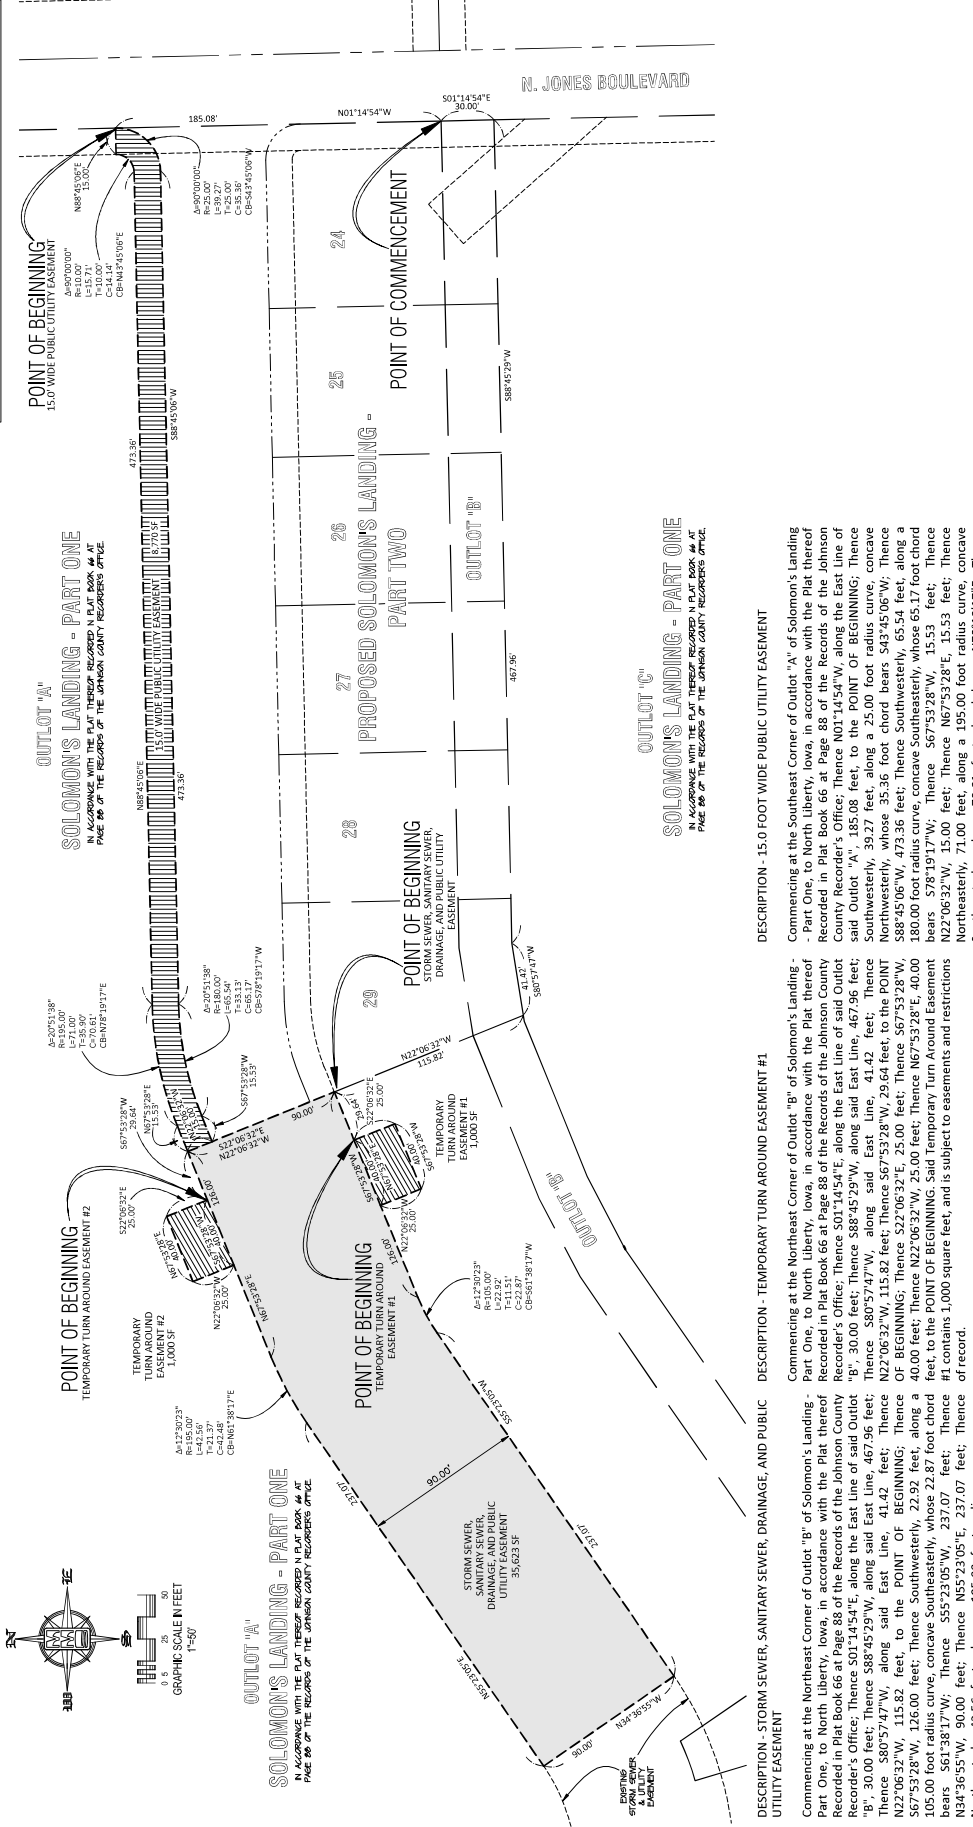 N. JONES BOULEVARD
S01°14'54"E
30.00'
N01°14'54"W
185.08'
N88°45'06"E
15.00'
POINT OF BEGINNING
15.0' WIDE PUBLIC UTILITY EASEMENT
Δ=90°00'00"
R=10.00'
L=15.71'
T=10.00'
C=14.14'
CB=N43°45'06"E
Δ=90°00'00"
R=25.00'
L=39.27'
T=25.00'
C=35.36'
CB=S43°45'06"W
POINT OF COMMENCEMENT
24
25
26
27
28
29
S88°45'29"W
467.96'
473.36'
S88°45'06"W
15.0' WIDE PUBLIC UTILITY EASEMENT
8,770 SF
N88°45'06"E
473.36'
OUTLOT "A"
SOLOMON'S LANDING - PART ONE
IN ACCORDANCE WITH THE PLAT THEREOF RECORDED IN PLAT BOOK 66 AT
PAGE 88 OF THE RECORDS OF THE JOHNSON COUNTY RECORDER'S OFFICE.
PROPOSED SOLOMON'S LANDING -
PART TWO
OUTLOT "B"
OUTLOT "C"
SOLOMON'S LANDING - PART ONE
IN ACCORDANCE WITH THE PLAT THEREOF RECORDED IN PLAT BOOK 66 AT
PAGE 88 OF THE RECORDS OF THE JOHNSON COUNTY RECORDER'S OFFICE.
POINT OF BEGINNING
STORM SEWER, SANITARY SEWER,
DRAINAGE, AND PUBLIC UTILITY
EASEMENT
41.42'
S80°57'47"W
N22°06'32"W
115.82'
Δ=20°51'38"
R=195.00'
L=71.00'
T=35.90'
C=70.61'
CB=N78°19'17"E
Δ=20°51'38"
R=180.00'
L=65.54'
T=33.13'
C=65.17'
CB=S78°19'17"W
S67°53'28"W
15.53'
N67°53'28"E
15.53'
N22°06'32"W
15.00'
S67°53'28"W
29.64'
S22°06'32"E
N22°06'32"W
90.00'
29.64'
S22°06'32"E
25.00'
S22°06'32"E
25.00'
126.00'
POINT OF BEGINNING
TEMPORARY TURN AROUND EASEMENT #2
N67°53'28"E
40.00'
S67°53'28"W
40.00'
N22°06'32"W
25.00'
TEMPORARY
TURN AROUND
EASEMENT #2
1,000 SF
N67°53'28"E
TEMPORARY
TURN AROUND
EASEMENT #1
1,000 SF
S67°53'28"W
40.00'
N67°53'28"E
40.00'
S67°53'28"W
N22°06'32"W
25.00'
126.00'
POINT OF BEGINNING
TEMPORARY TURN AROUND
EASEMENT #1
Δ=12°30'23"
R=105.00'
L=22.92'
T=11.51'
C=22.87'
CB=S61°38'17"W
OUTLOT "B"
Δ=12°30'23"
R=195.00'
L=42.56'
T=21.37'
C=42.48'
CB=N61°38'17"E
237.07'
N55°23'05"E
90.00'
S55°23'05"W
237.07'
STORM SEWER,
SANITARY SEWER,
DRAINAGE, AND PUBLIC
UTILITY EASEMENT
35,623 SF
N34°36'55"W
90.00'
EXISTING
STORM SEWER
& UTILITY
EASEMENT
OUTLOT "A"
SOLOMON'S LANDING - PART ONE
IN ACCORDANCE WITH THE PLAT THEREOF RECORDED IN PLAT BOOK 66 AT
PAGE 88 OF THE RECORDS OF THE JOHNSON COUNTY RECORDER'S OFFICE.
0 5 25 50
GRAPHIC SCALE IN FEET
1"=50'
DESCRIPTION - STORM SEWER, SANITARY SEWER, DRAINAGE, AND PUBLIC
UTILITY EASEMENT
Commencing at the Northeast Corner of Outlot "B" of Solomon's Landing -
Part One, to North Liberty, Iowa, in accordance with the Plat thereof
Recorded in Plat Book 66 at Page 88 of the Records of the Johnson County
Recorder's Office; Thence S01°14'54"E, along the East Line of said Outlot
"B", 30.00 feet; Thence S88°45'29"W, along said East Line, 467.96 feet;
Thence S80°57'47"W, along said East Line, 41.42 feet; Thence
N22°06'32"W, 115.82 feet, to the POINT OF BEGINNING; Thence
S67°53'28"W, 126.00 feet; Thence Southwesterly, 22.92 feet, along a
105.00 foot radius curve, concave Southeasterly, whose 22.87 foot chord
bears S61°38'17"W; Thence S55°23'05"W, 237.07 feet; Thence
N34°36'55"W, 90.00 feet; Thence N55°23'05"E, 237.07 feet; Thence
DESCRIPTION - TEMPORARY TURN AROUND EASEMENT #1
Commencing at the Northeast Corner of Outlot "B" of Solomon's Landing -
Part One, to North Liberty, Iowa, in accordance with the Plat thereof
Recorded in Plat Book 66 at Page 88 of the Records of the Johnson County
Recorder's Office; Thence S01°14'54"E, along the East Line of said Outlot
"B", 30.00 feet; Thence S88°45'29"W, along said East Line, 467.96 feet;
Thence S80°57'47"W, along said East Line, 41.42 feet; Thence
N22°06'32"W, 115.82 feet; Thence S67°53'28"W, 29.64 feet, to the POINT
OF BEGINNING; Thence S22°06'32"E, 25.00 feet; Thence S67°53'28"W,
40.00 feet; Thence N22°06'32"W, 25.00 feet; Thence N67°53'28"E, 40.00
feet, to the POINT OF BEGINNING. Said Temporary Turn Around Easement
#1 contains 1,000 square feet, and is subject to easements and restrictions
of record.
DESCRIPTION - 15.0 FOOT WIDE PUBLIC UTILITY EASEMENT
Commencing at the Southeast Corner of Outlot "A" of Solomon's Landing
- Part One, to North Liberty, Iowa, in accordance with the Plat thereof
Recorded in Plat Book 66 at Page 88 of the Records of the Johnson
County Recorder's Office; Thence N01°14'54"W, along the East Line of
said Outlot "A", 185.08 feet, to the POINT OF BEGINNING; Thence
Southwesterly, 39.27 feet, along a 25.00 foot radius curve, concave
Northwesterly, whose 35.36 foot chord bears S43°45'06"W; Thence
S88°45'06"W, 473.36 feet; Thence Southwesterly, 65.54 feet, along a
180.00 foot radius curve, concave Southeasterly, whose 65.17 foot chord
bears S78°19'17"W; Thence S67°53'28"W, 15.53 feet; Thence
N22°06'32"W, 15.00 feet; Thence N67°53'28"E, 15.53 feet; Thence
Northeasterly, 71.00 feet, along a 195.00 foot radius curve, concave